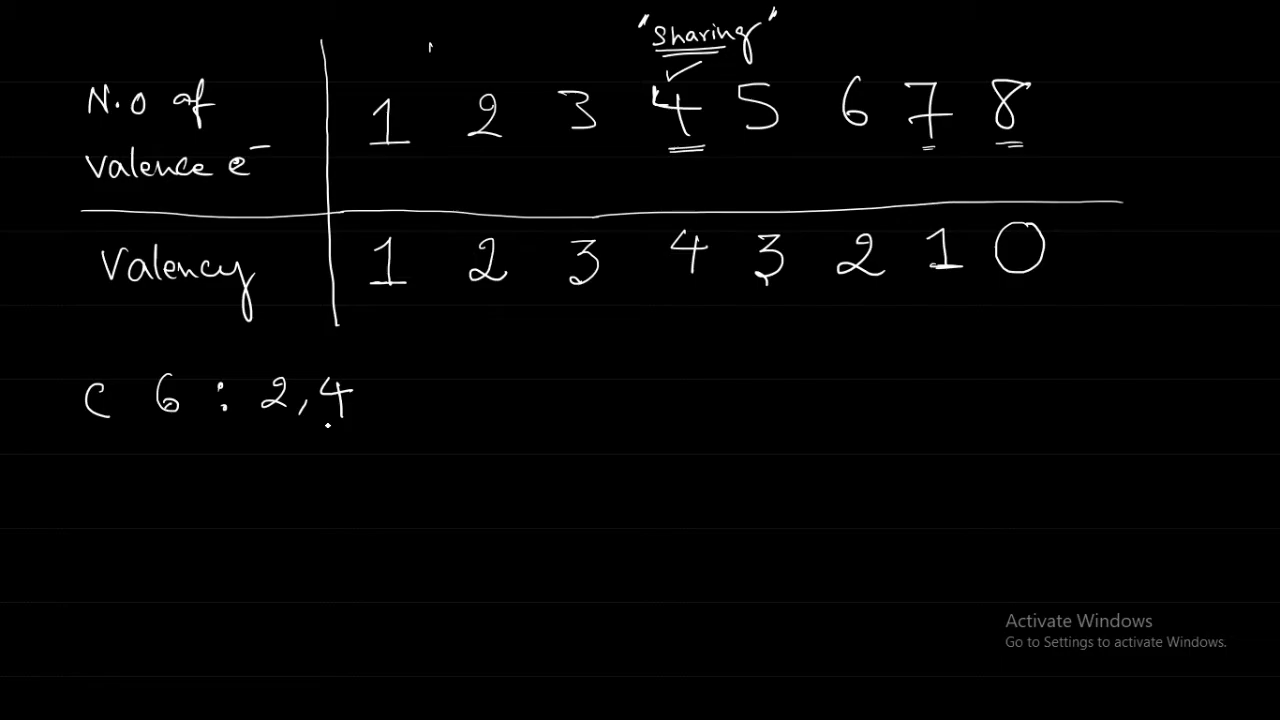 "Sharing"
N.O of valence e⁻ 1 2 3 4 5 6 7 8
Valency 1 2 3 4 3 2 1 0
C 6 : 2,4
Activate Windows
Go to Settings to activate Windows.